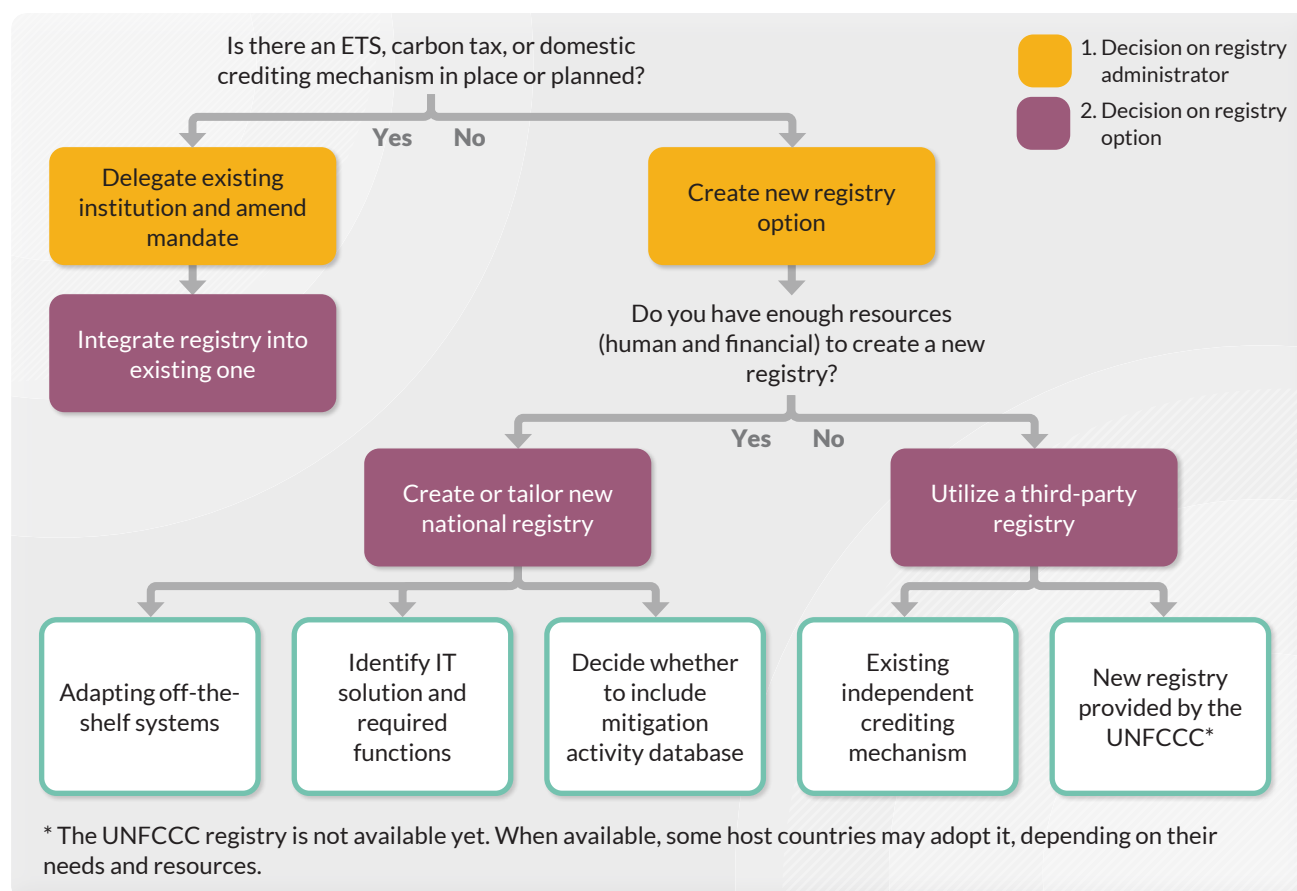 Is there an ETS, carbon tax, or domestic
crediting mechanism in place or planned?
1. Decision on registry
administrator
2. Decision on registry
option
Yes
No
Delegate existing
institution and amend
mandate
Create new registry
option
Integrate registry into
existing one
Do you have enough resources
(human and financial) to create a new
registry?
Yes
No
Create or tailor new
national registry
Utilize a third-party
registry
Adapting off-the-
shelf systems
Identify IT
solution and
required
functions
Decide whether
to include
mitigation
activity database
Existing
independent
crediting
mechanism
New registry
provided by the
UNFCCC*
* The UNFCCC registry is not available yet. When available, some host countries may adopt it, depending on their
needs and resources.